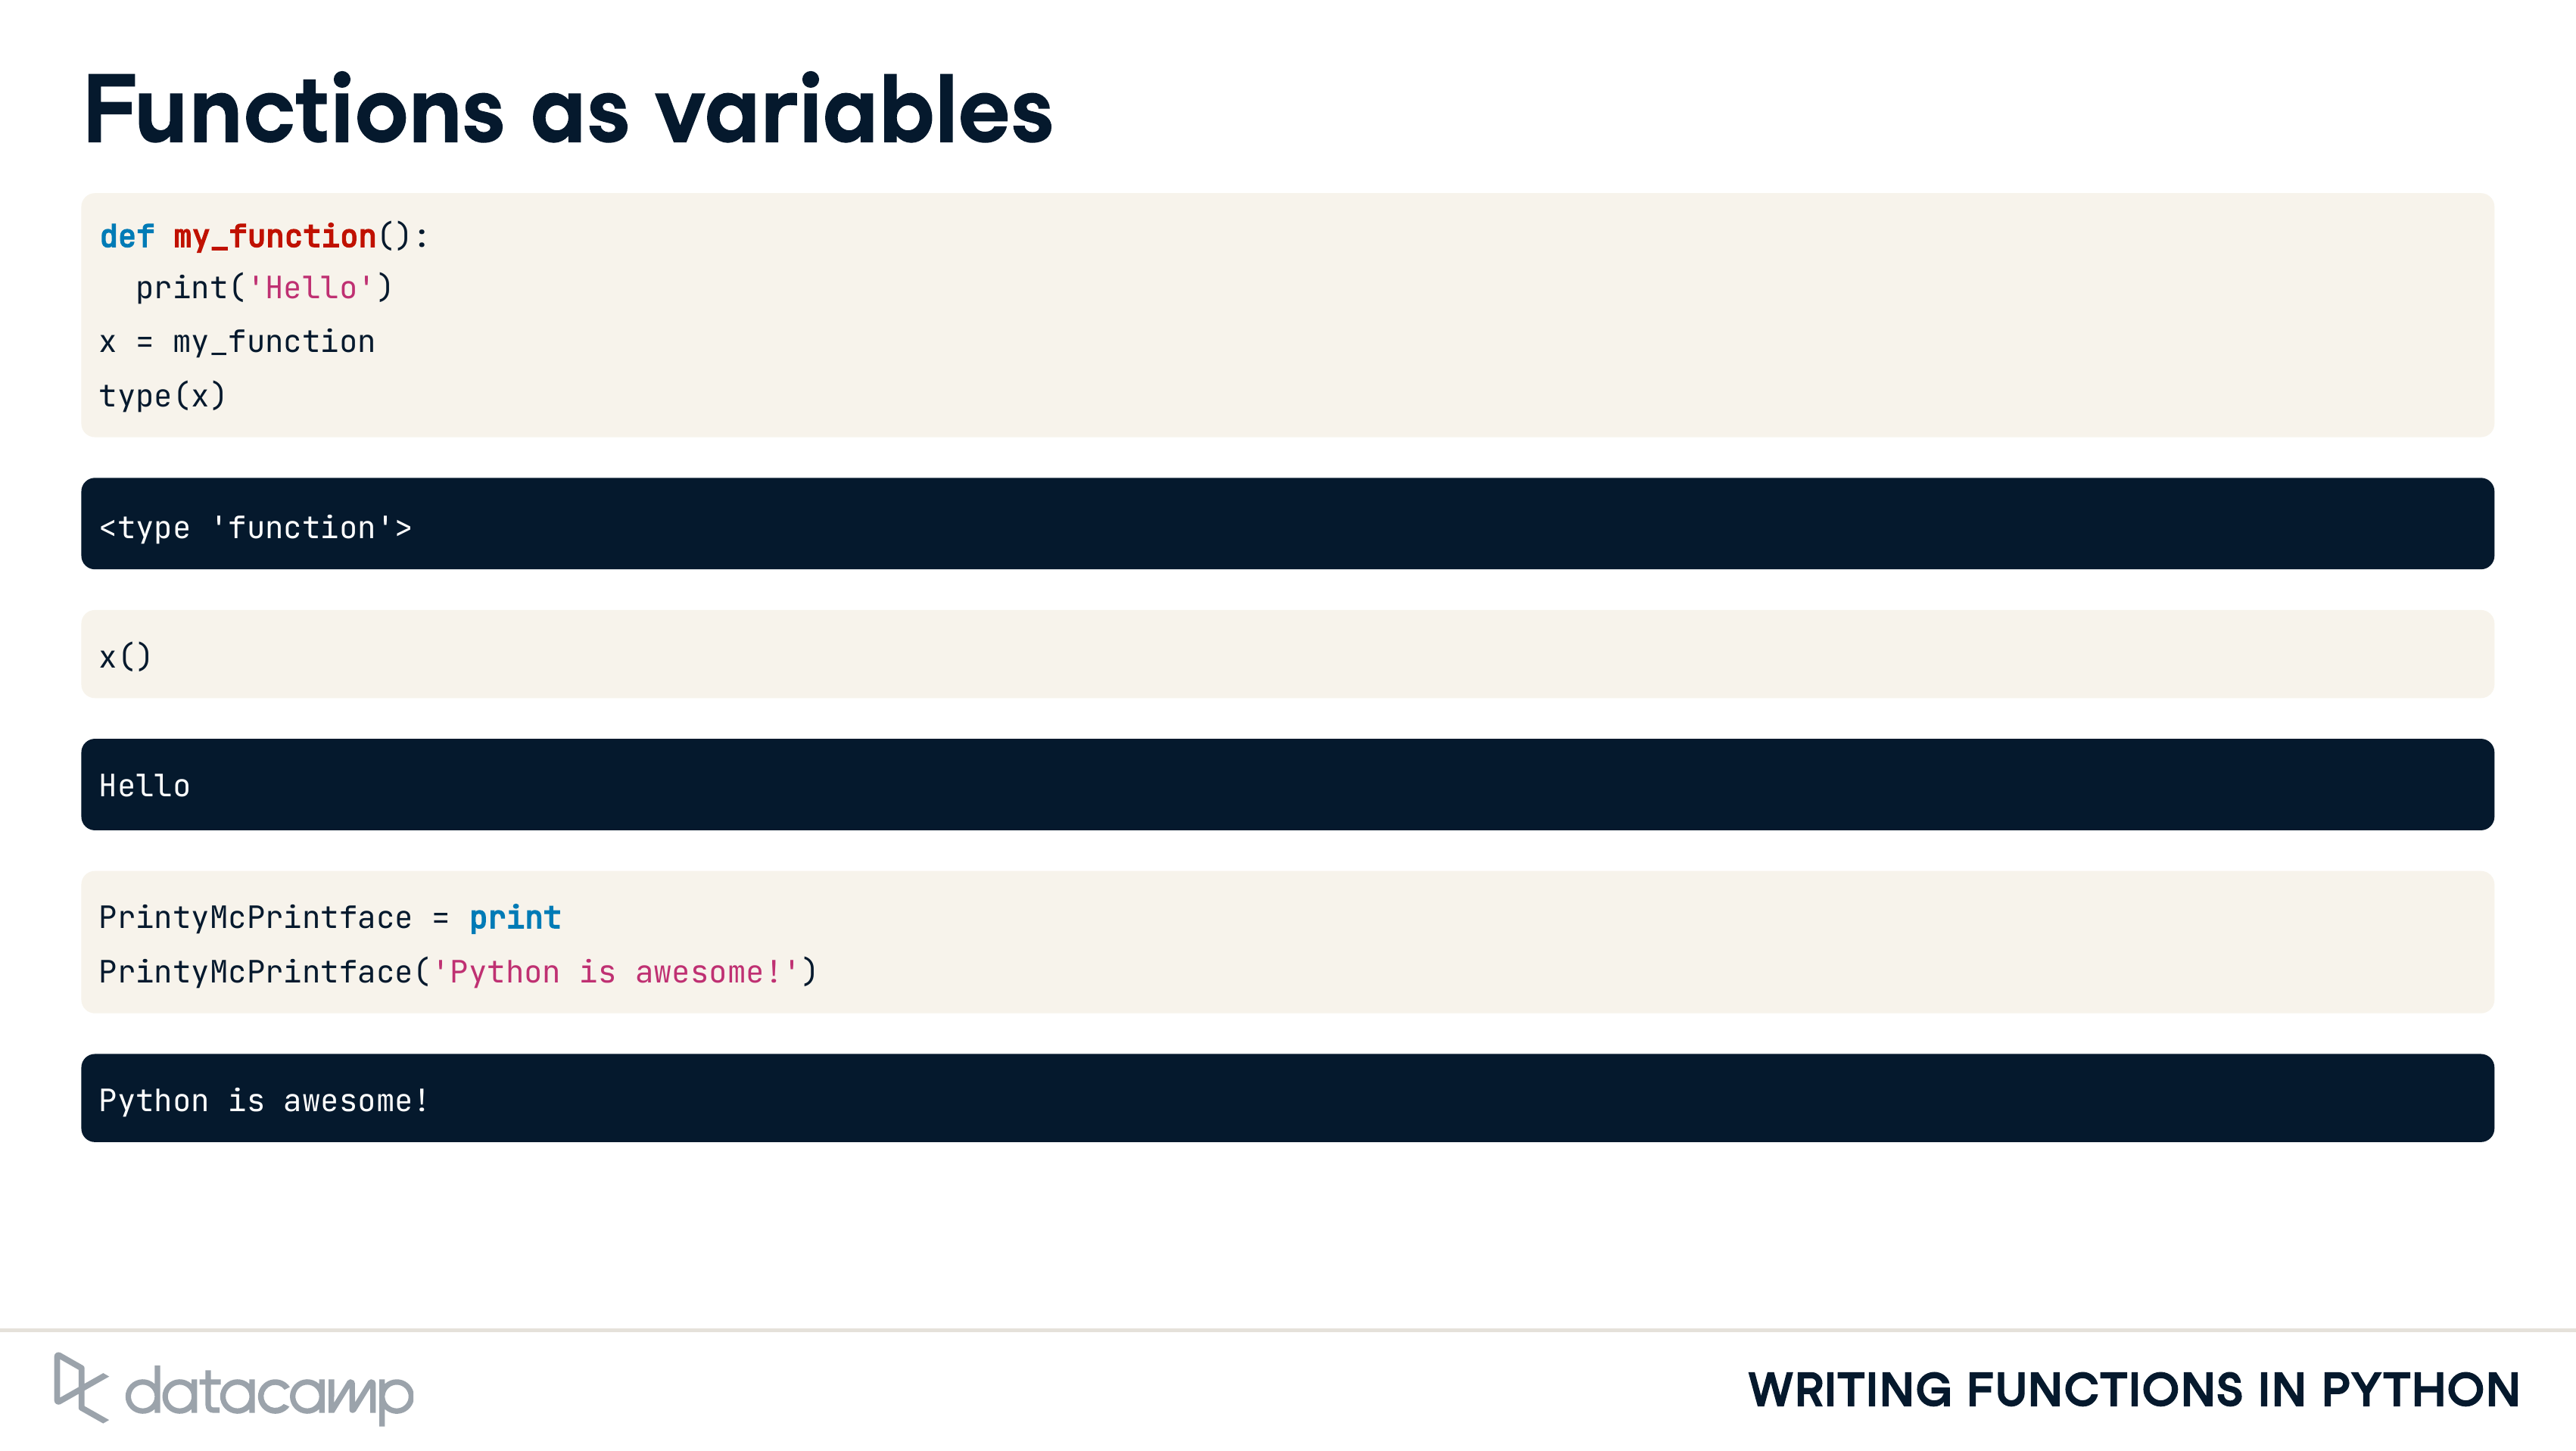 Functions as variables
def my_function():
  print('Hello')
x = my_function
type(x)
<type 'function'>
x()
Hello
PrintyMcPrintface = print
PrintyMcPrintface('Python is awesome!')
Python is awesome!
datacamp
WRITING FUNCTIONS IN PYTHON